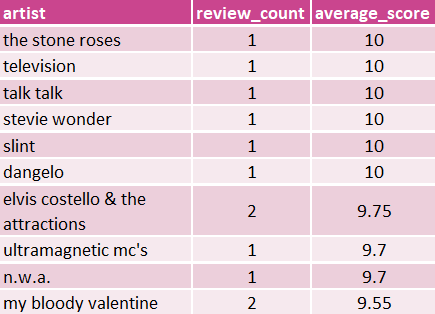 artist review_count average_score
the stone roses 1 10
television 1 10
talk talk 1 10
stevie wonder 1 10
slint 1 10
dangelo 1 10
elvis costello & the
attractions 2 9.75
ultramagnetic mc's 1 9.7
n.w.a. 1 9.7
my bloody valentine 2 9.55